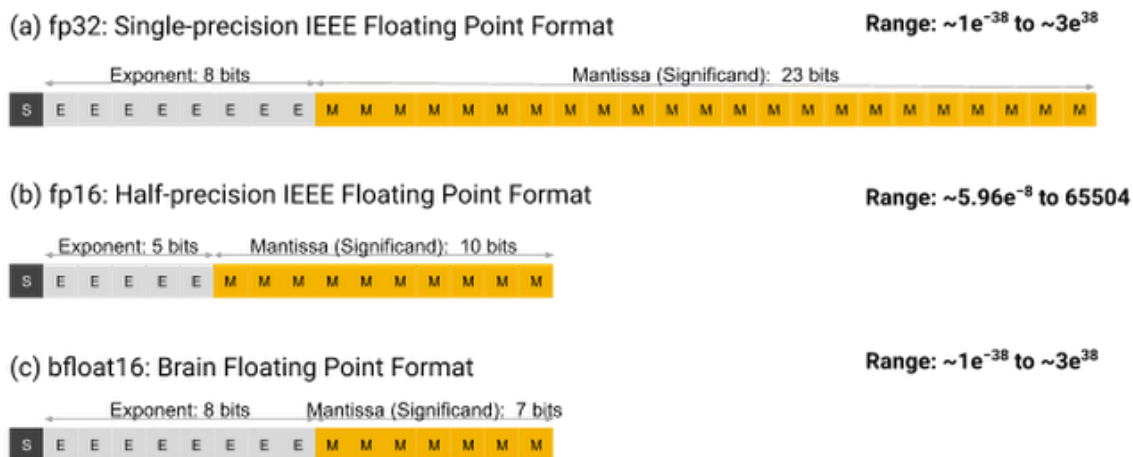 (a) fp32: Single-precision IEEE Floating Point Format Range: ~1e⁻³⁸ to ~3e³⁸
Exponent: 8 bits Mantissa (Significand): 23 bits
S E E E E E E E E M M M M M M M M M M M M M M M M M M M M M M M
(b) fp16: Half-precision IEEE Floating Point Format Range: ~5.96e⁻⁸ to 65504
Exponent: 5 bits Mantissa (Significand): 10 bits
S E E E E E M M M M M M M M M M
(c) bfloat16: Brain Floating Point Format Range: ~1e⁻³⁸ to ~3e³⁸
Exponent: 8 bits Mantissa (Significand): 7 bits
S E E E E E E E E M M M M M M M